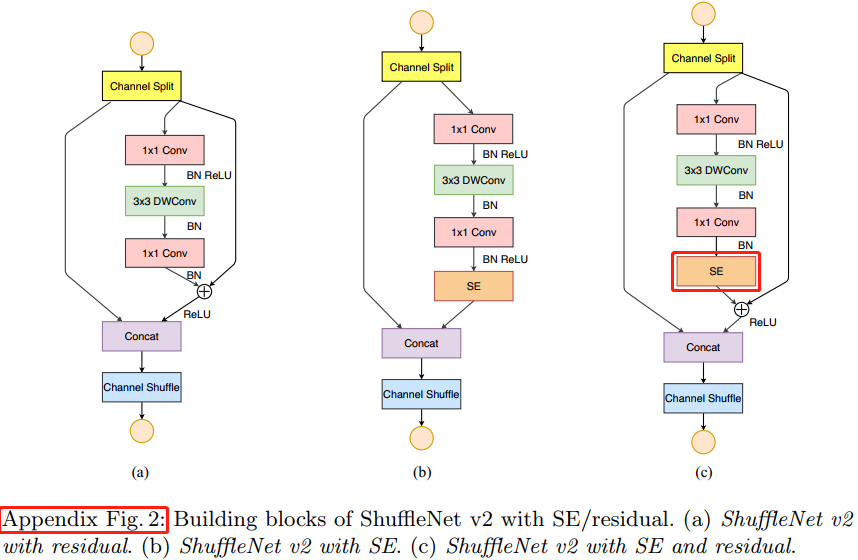 Channel Split
1x1 Conv
BN ReLU
3x3 DWConv
BN
1x1 Conv
BN
ReLU
Concat
Channel Shuffle
(a)
Channel Split
1x1 Conv
BN ReLU
3x3 DWConv
BN
1x1 Conv
BN ReLU
SE
Concat
Channel Shuffle
(b)
Channel Split
1x1 Conv
BN ReLU
3x3 DWConv
BN
1x1 Conv
BN
SE
ReLU
Concat
Channel Shuffle
(c)
Appendix Fig. 2: Building blocks of ShuffleNet v2 with SE/residual. (a) ShuffleNet v2
with residual. (b) ShuffleNet v2 with SE. (c) ShuffleNet v2 with SE and residual.